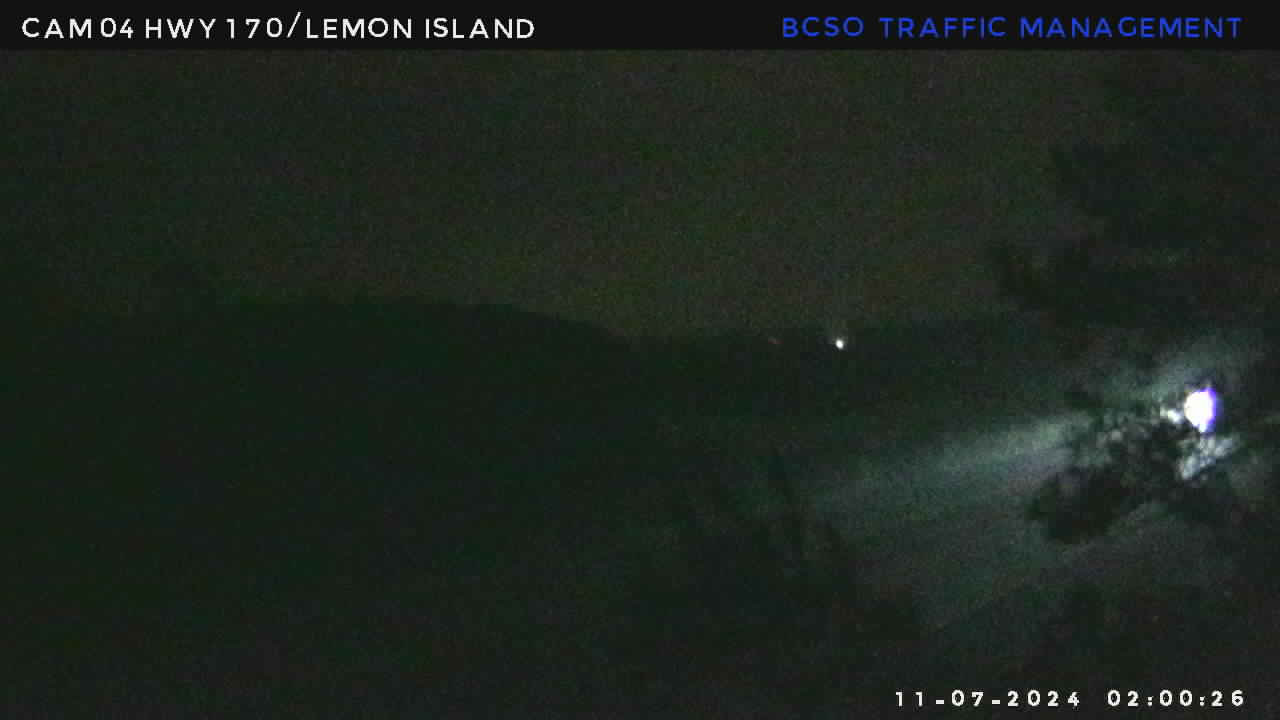 CAM04 HWY 170/LEMON ISLAND
BCSO TRAFFIC MANAGEMENT
11-07-2024 02:00:26